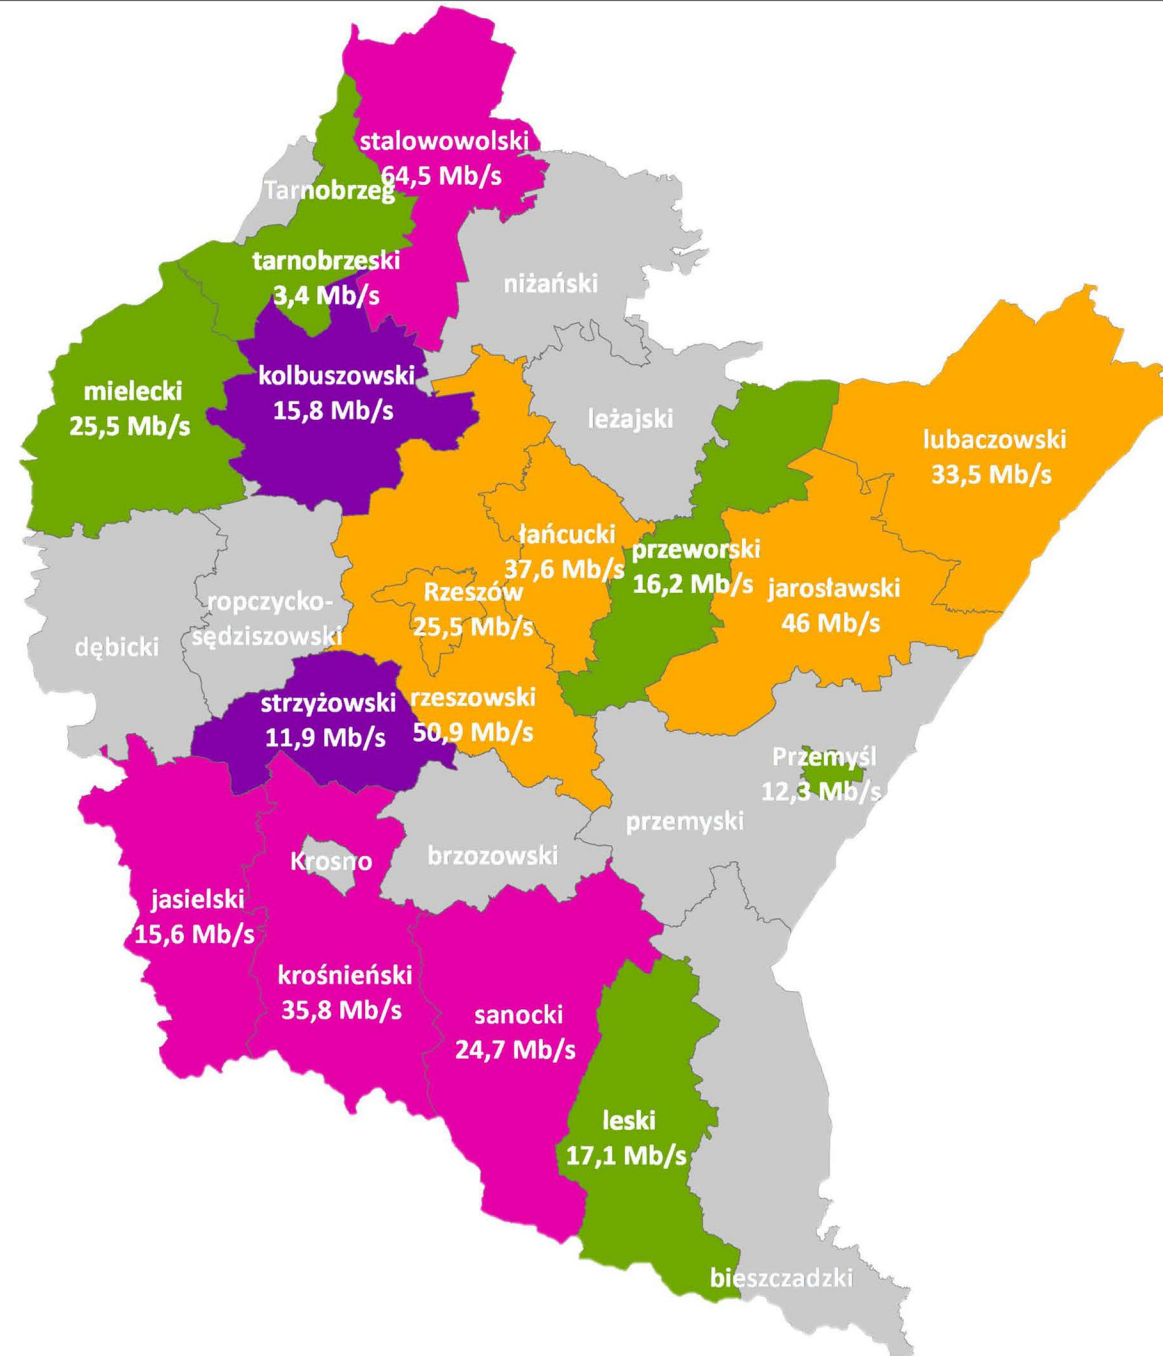 stalowowolski
64,5 Mb/s
Tarnobrzeg
tarnobrzeski
3,4 Mb/s
niżański
kolbuszowski
15,8 Mb/s
mielecki
25,5 Mb/s
leżajski
lubaczowski
33,5 Mb/s
łańcucki
37,6 Mb/s
przeworski
16,2 Mb/s
jarosławski
46 Mb/s
Rzeszów
25,5 Mb/s
ropczycko-
sędziszowski
dębicki
strzyżowski
11,9 Mb/s
rzeszowski
50,9 Mb/s
Przemyśl
12,3 Mb/s
przemyski
Krosno
brzozowski
jasielski
15,6 Mb/s
krośnieński
35,8 Mb/s
sanocki
24,7 Mb/s
leski
17,1 Mb/s
bieszczadzki